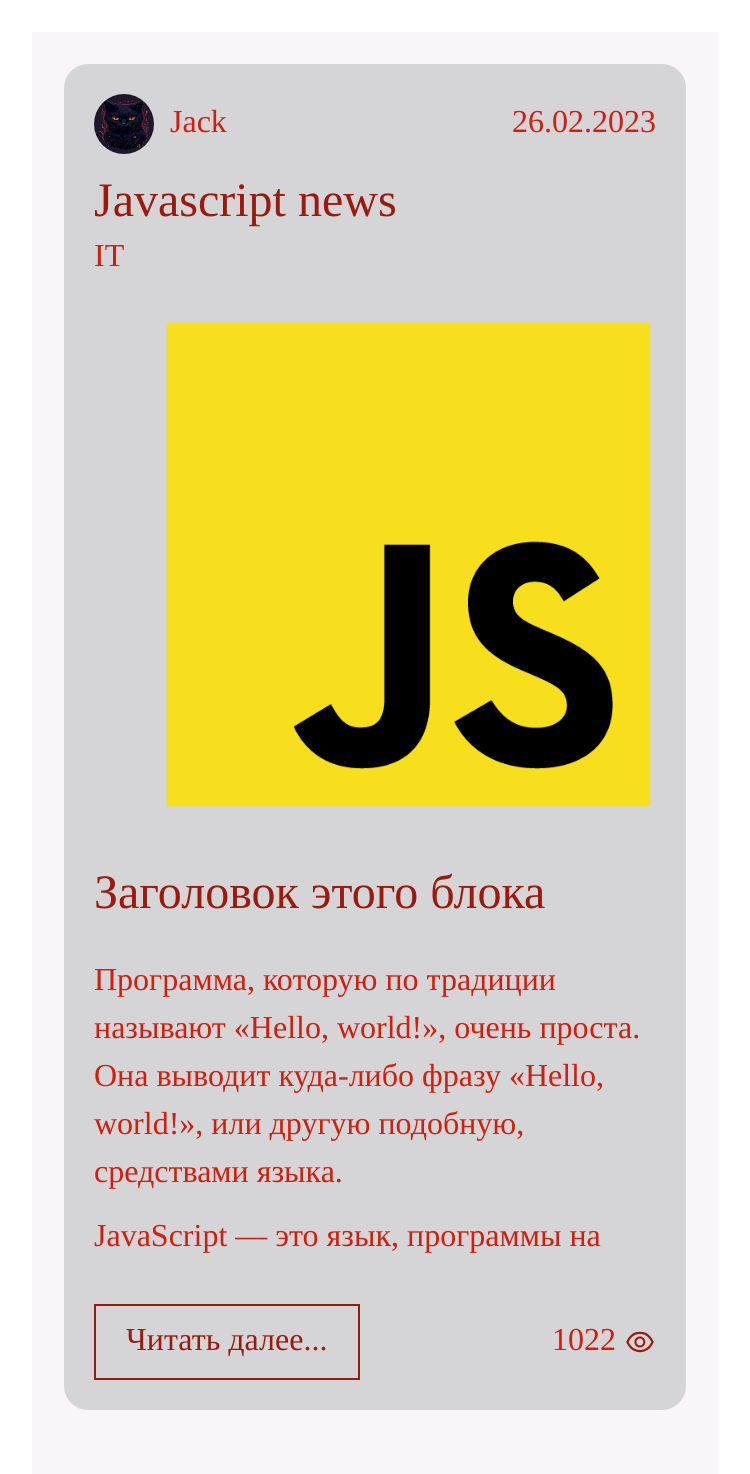 Jack 26.02.2023
Javascript news
IT
JS
Заголовок этого блока
Программа, которую по традиции
называют «Hello, world!», очень проста.
Она выводит куда-либо фразу «Hello,
world!», или другую подобную,
средствами языка.
JavaScript — это язык, программы на
Читать далее... 1022